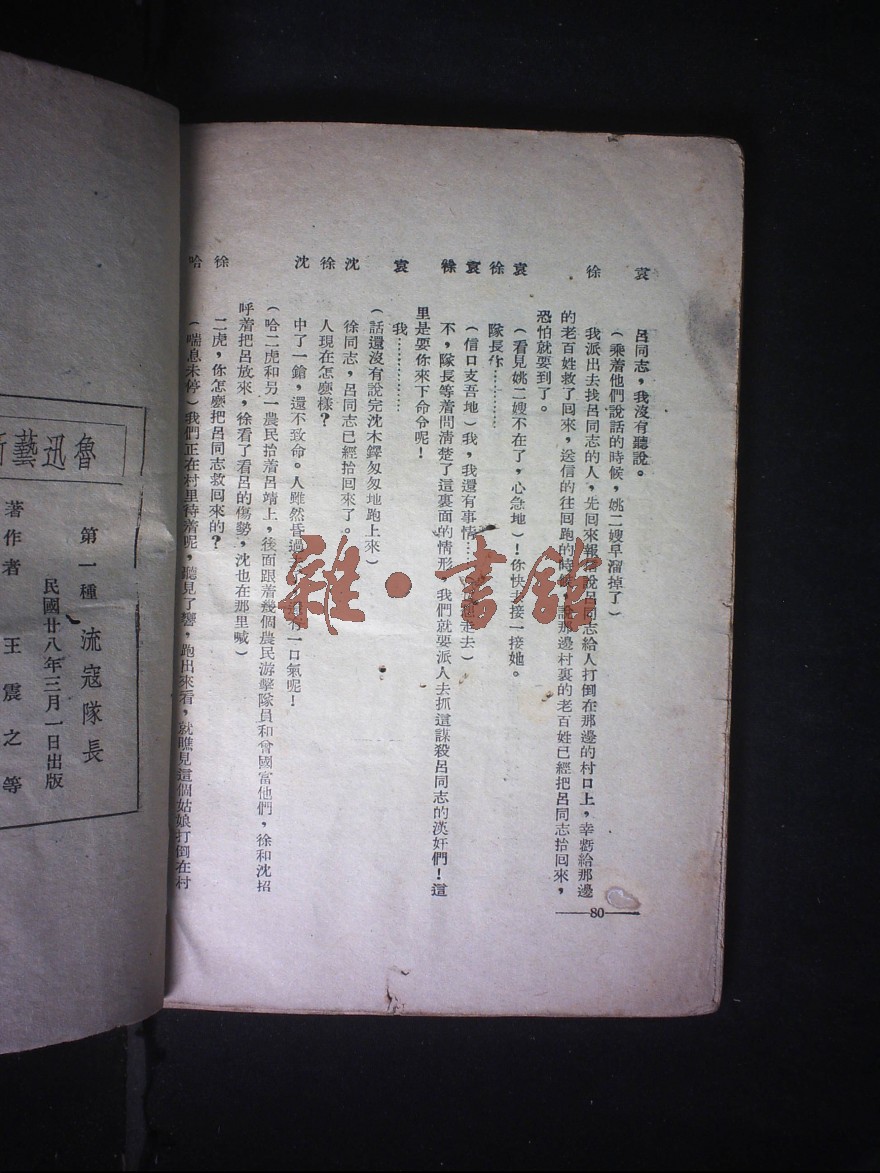 袁　呂同志，我沒有聽說。
（乘着他們說話的時候，姚二嫂早溜掉了）
徐　我派出去找呂同志的人，先回來報告說呂同志給人打倒在那邊的村口上，幸虧給那邊
的老百姓救了回來，送信的往回跑的時候，說那邊村裏的老百姓已經把呂同志抬回來，
恐怕就要到了。
袁　（看見姚二嫂不在了，心急地）！你快去接一接她。
徐　隊長你…………
袁　（信口支吾地）我，我還有事情……走去）
徐　不，隊長等着問清楚了這裏面的情形，我們就要派人去抓這謀殺呂同志的漢奸們！這
里是要你來下命令呢！
袁　我……………
（話還沒有說完沈木鐸匆匆地跑上來）
沈　徐同志，呂同志已經抬回來了。
徐　人現在怎麼樣？
沈　中了一鎗，還不致命。人雖然昏過有一口氣呢！
（哈二虎和另一農民抬着呂靖上，後面跟着幾個農民游擊隊員和曾國富他們，徐和沈招
呼着把呂放來，徐看了看呂的傷勢，沈也在那里喊）
徐　二虎，你怎麼把呂同志救回來的？
哈　（喘息未停）我們正在村里待着呢，聽見了響，跑出來看，就瞧見這個姑娘打倒在村
80
魯迅藝
第一種　流寇隊長
民國廿八年三月一日出版
著作者　王震之等
雜·書館